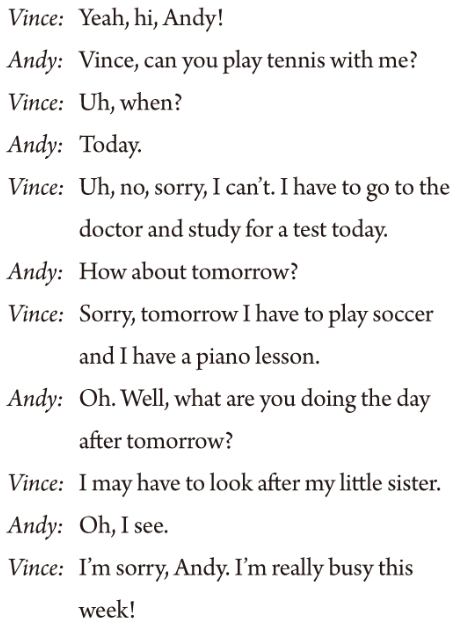 Vince: Yeah, hi, Andy!
Andy: Vince, can you play tennis with me?
Vince: Uh, when?
Andy: Today.
Vince: Uh, no, sorry, I can’t. I have to go to the
doctor and study for a test today.
Andy: How about tomorrow?
Vince: Sorry, tomorrow I have to play soccer
and I have a piano lesson.
Andy: Oh. Well, what are you doing the day
after tomorrow?
Vince: I may have to look after my little sister.
Andy: Oh, I see.
Vince: I’m sorry, Andy. I’m really busy this
week!